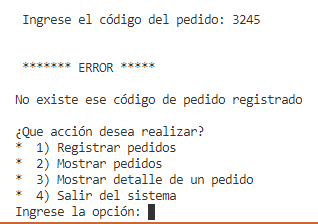 Ingrese el código del pedido: 3245
******* ERROR *****
No existe ese código de pedido registrado
¿Que acción desea realizar?
* 1) Registrar pedidos
* 2) Mostrar pedidos
* 3) Mostrar detalle de un pedido
* 4) Salir del sistema
Ingrese la opción: